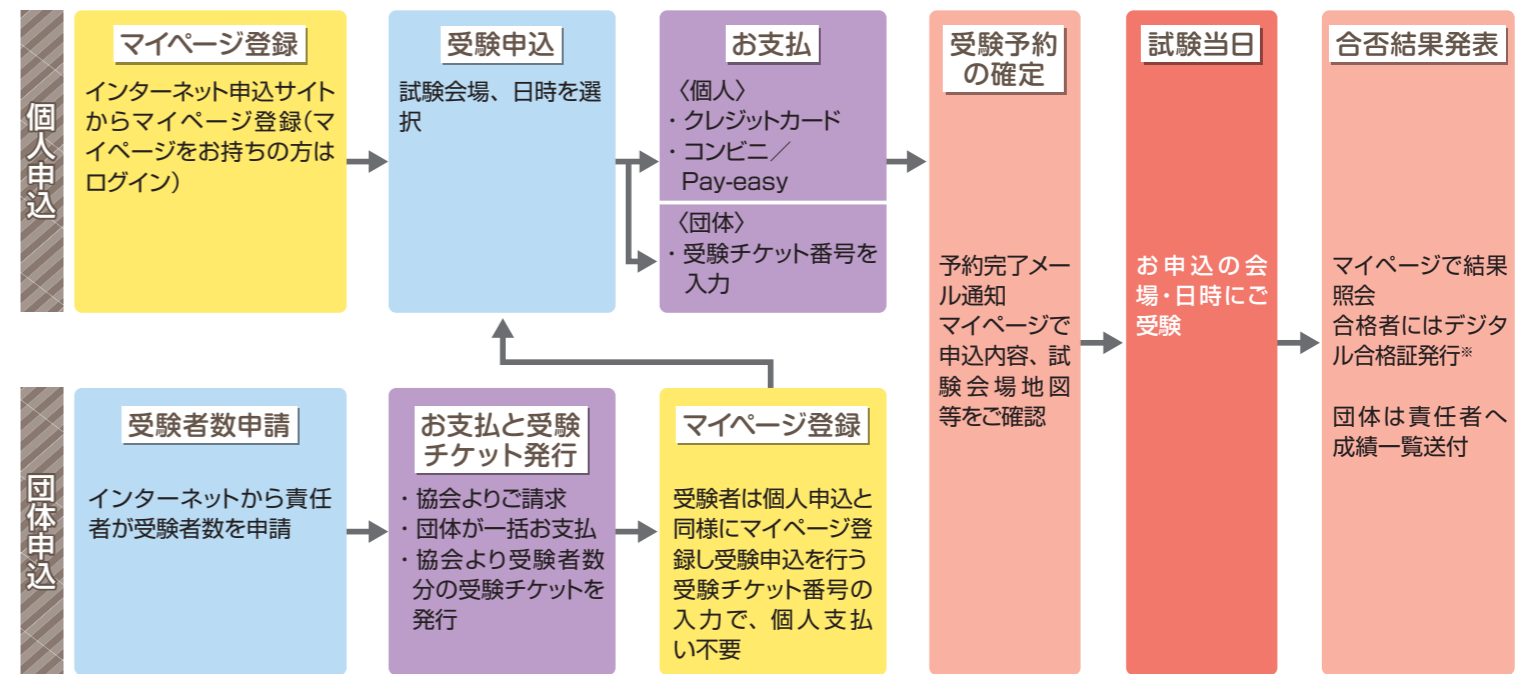 個人申込
マイページ登録
インターネット申込サイト
からマイページ登録(マ
イページをお持ちの方は
ログイン)
受験申込
試験会場、日時を選
択
お支払
〈個人〉
・クレジットカード
・コンビニ/
Pay-easy
〈団体〉
・受験チケット番号を
入力
受験予約
の確定
予約完了メー
ル通知
マイページで
申込内容、試
験会場地図
等をご確認
試験当日
お申込の会
場・日時にご
受験
合否結果発表
マイページで結果
照会
合格者にはデジタ
ル合格証発行※
団体は責任者へ
成績一覧送付
団体申込
受験者数申請
インターネットから責任
者が受験者数を申請
お支払と受験
チケット発行
・協会よりご請求
・団体が一括お支払
・協会より受験者数
分の受験チケットを
発行
マイページ登録
受験者は個人申込と
同様にマイページ登
録し受験申込を行う
受験チケット番号の
入力で、個人支払
い不要